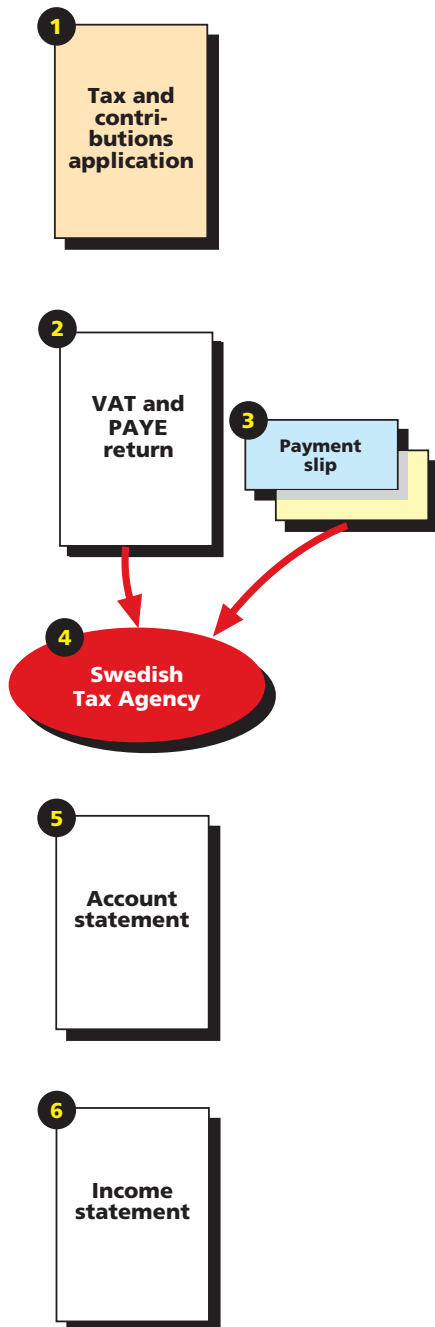 1
Tax and
contri-
butions
application
2
VAT and
PAYE
return
3
Payment
slip
4
Swedish
Tax Agency
5
Account
statement
6
Income
statement